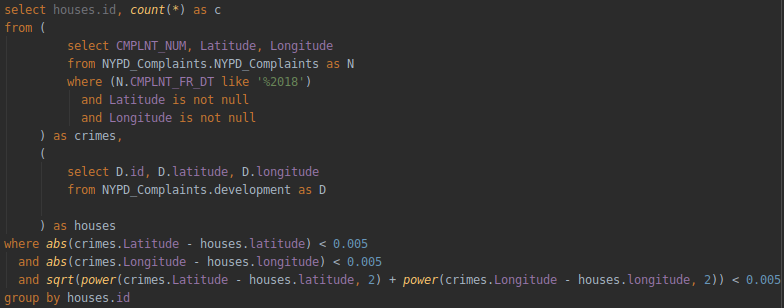 select houses.id, count(*) as c
from (
select CMPLNT_NUM, Latitude, Longitude
from NYPD_Complaints.NYPD_Complaints as N
where (N.CMPLNT_FR_DT like '%2018')
and Latitude is not null
and Longitude is not null
) as crimes,
(
select D.id, D.latitude, D.longitude
from NYPD_Complaints.development as D
) as houses
where abs(crimes.Latitude - houses.latitude) < 0.005
and abs(crimes.Longitude - houses.longitude) < 0.005
and sqrt(power(crimes.Latitude - houses.latitude, 2) + power(crimes.Longitude - houses.longitude, 2)) < 0.005
group by houses.id